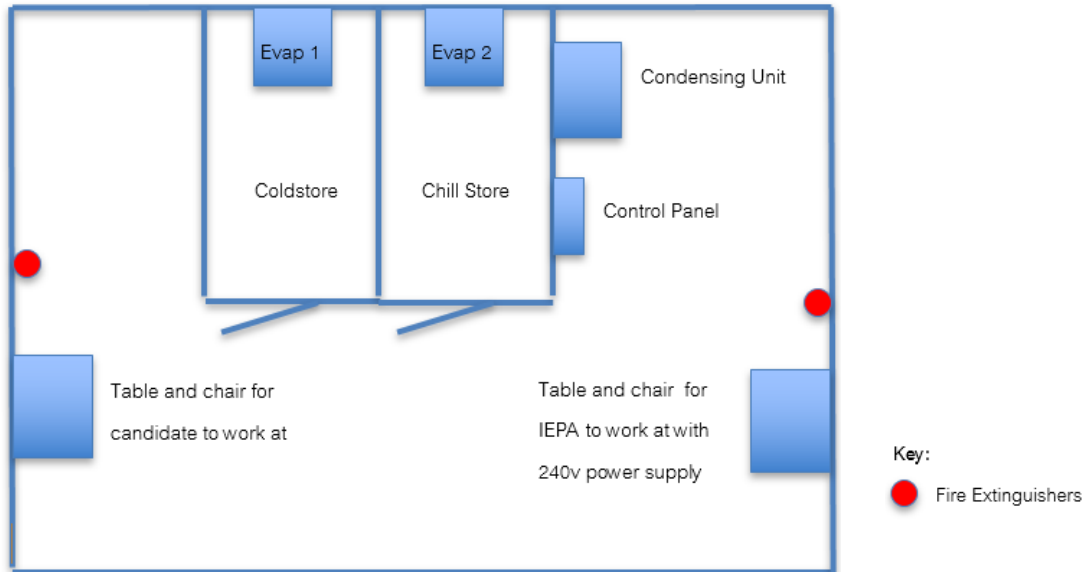 Evap 1
Evap 2
Condensing Unit
Coldstore
Chill Store
Control Panel
Table and chair for
candidate to work at
Table and chair for
IEPA to work at with
240v power supply
Key:
Fire Extinguishers